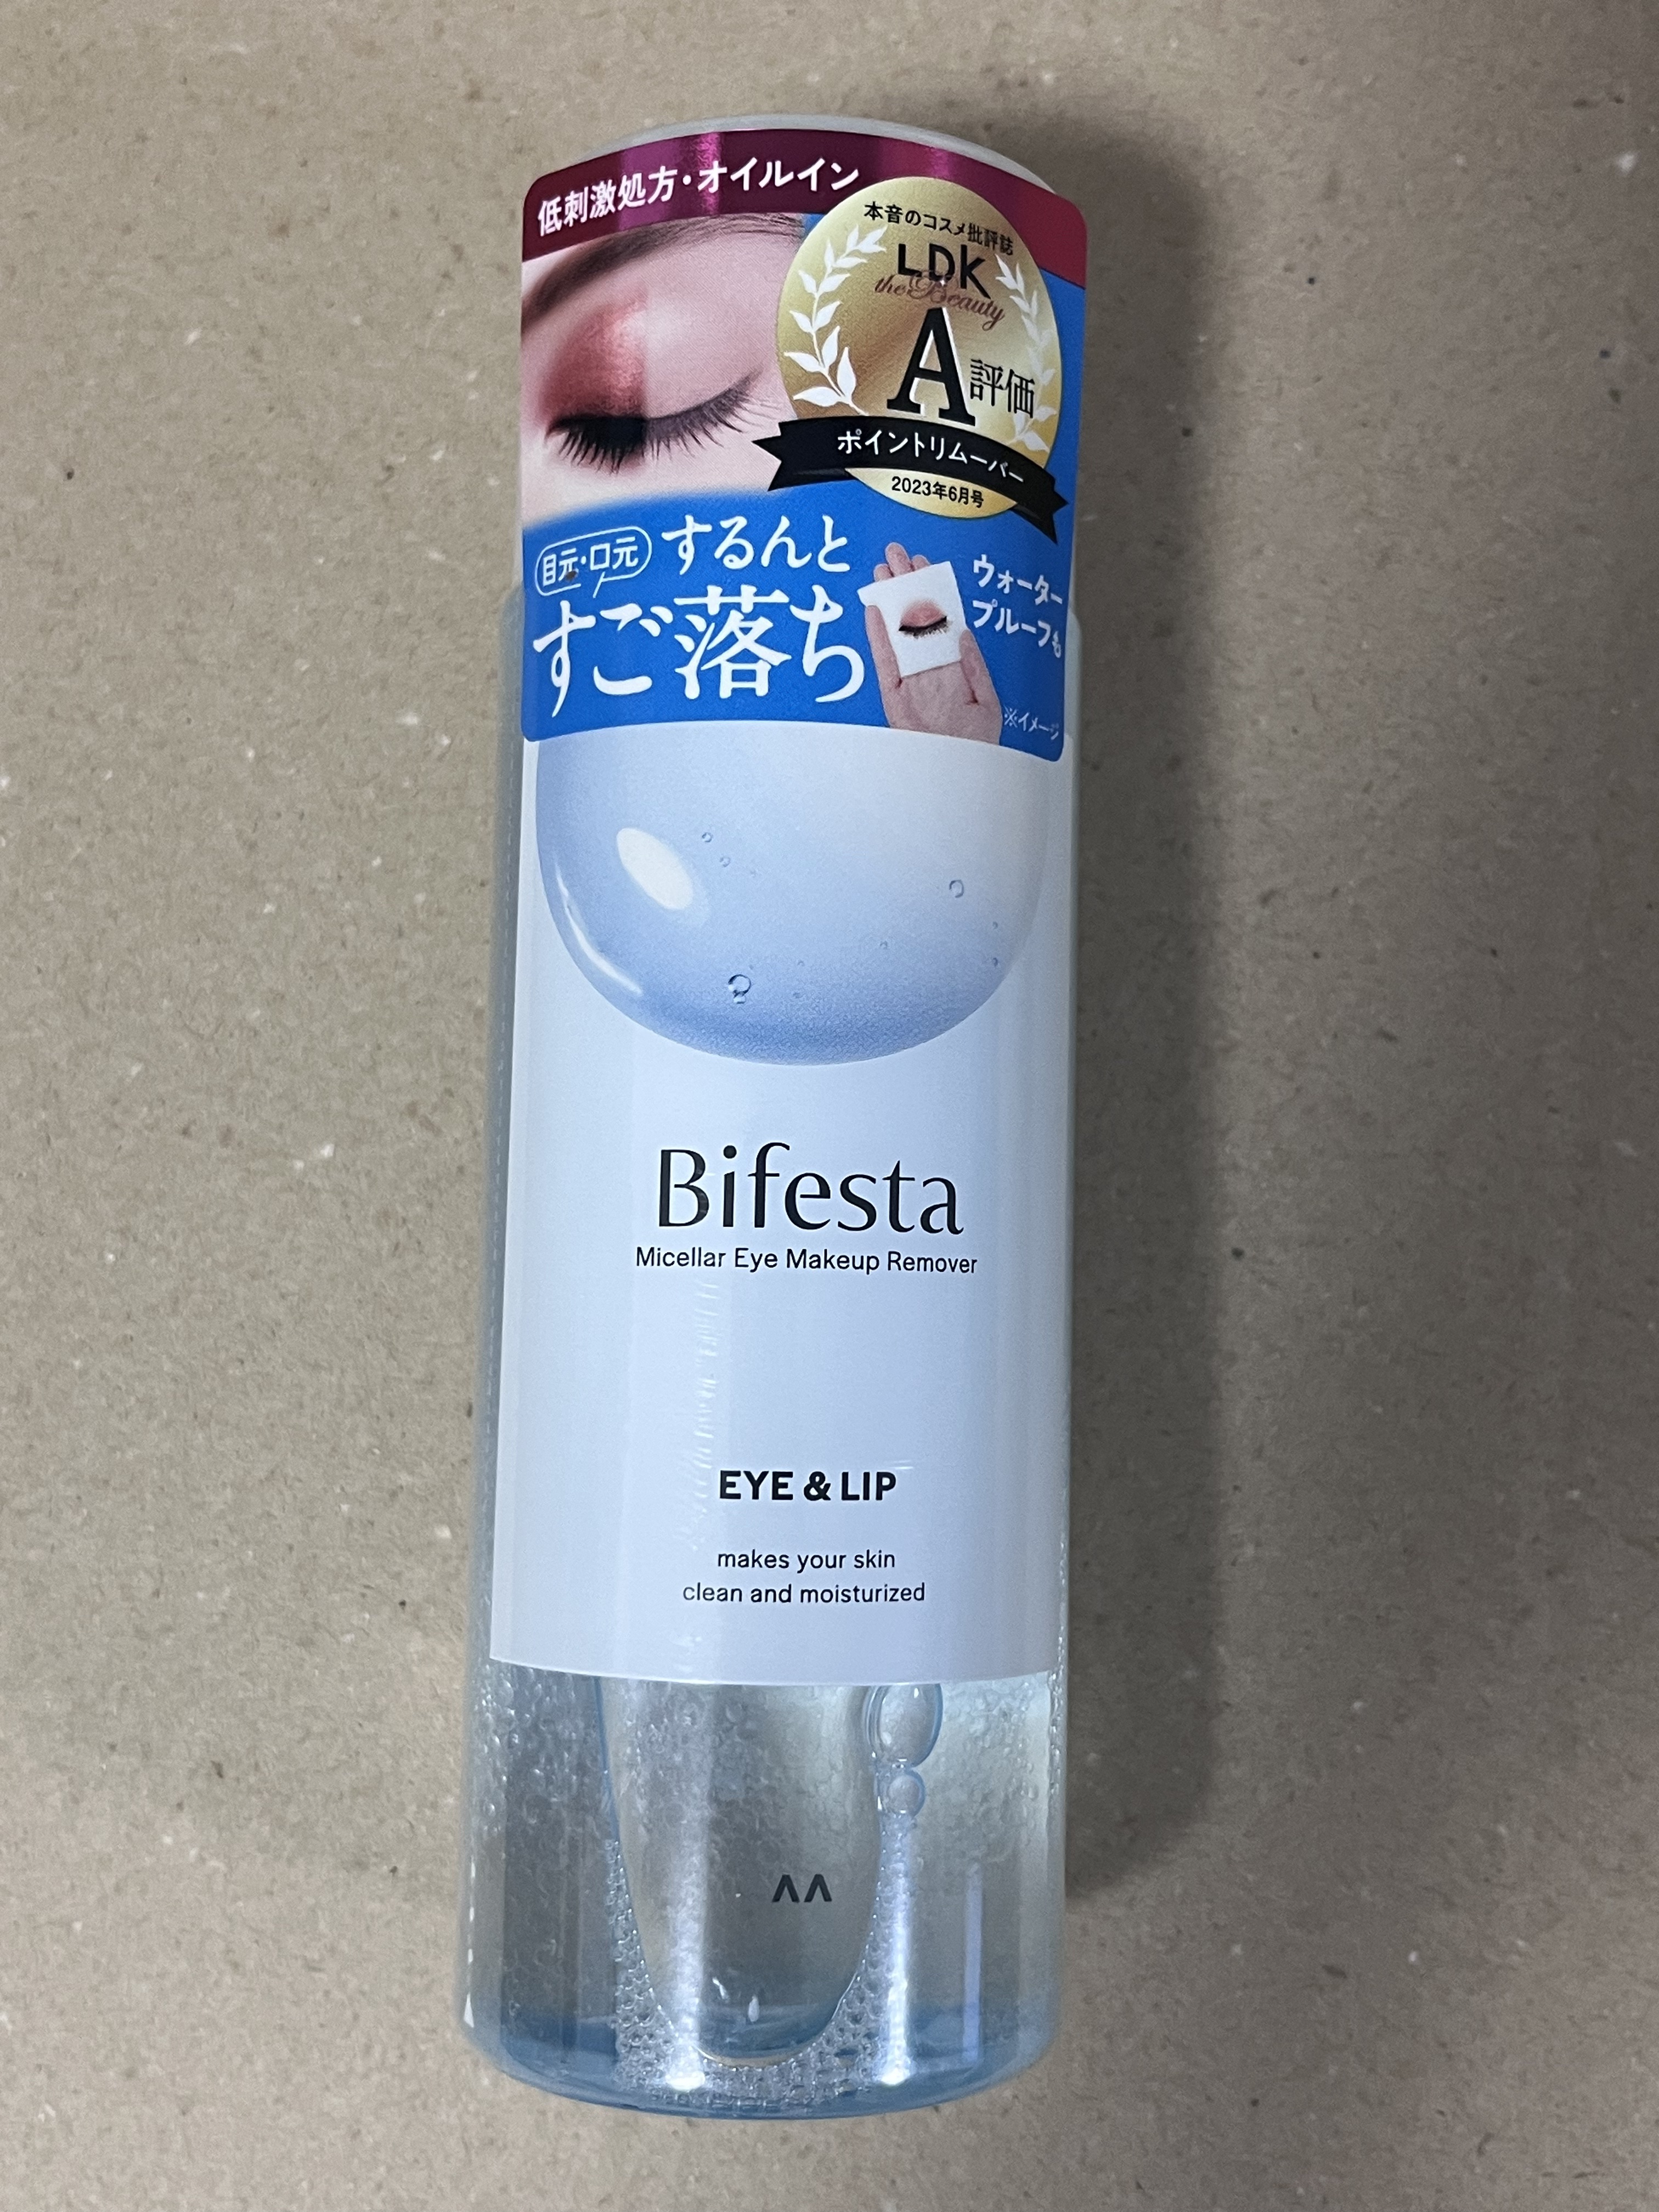 低刺激処方・オイルイン
本音のコスメ批評誌
LDK
the Beauty
A評価
ポイントリムーバー
2023年6月号
目元・口元 するんと
すご落ち
ウォーター
プルーフも
※イメージ
Bifesta
Micellar Eye Makeup Remover
EYE & LIP
makes your skin
clean and moisturized